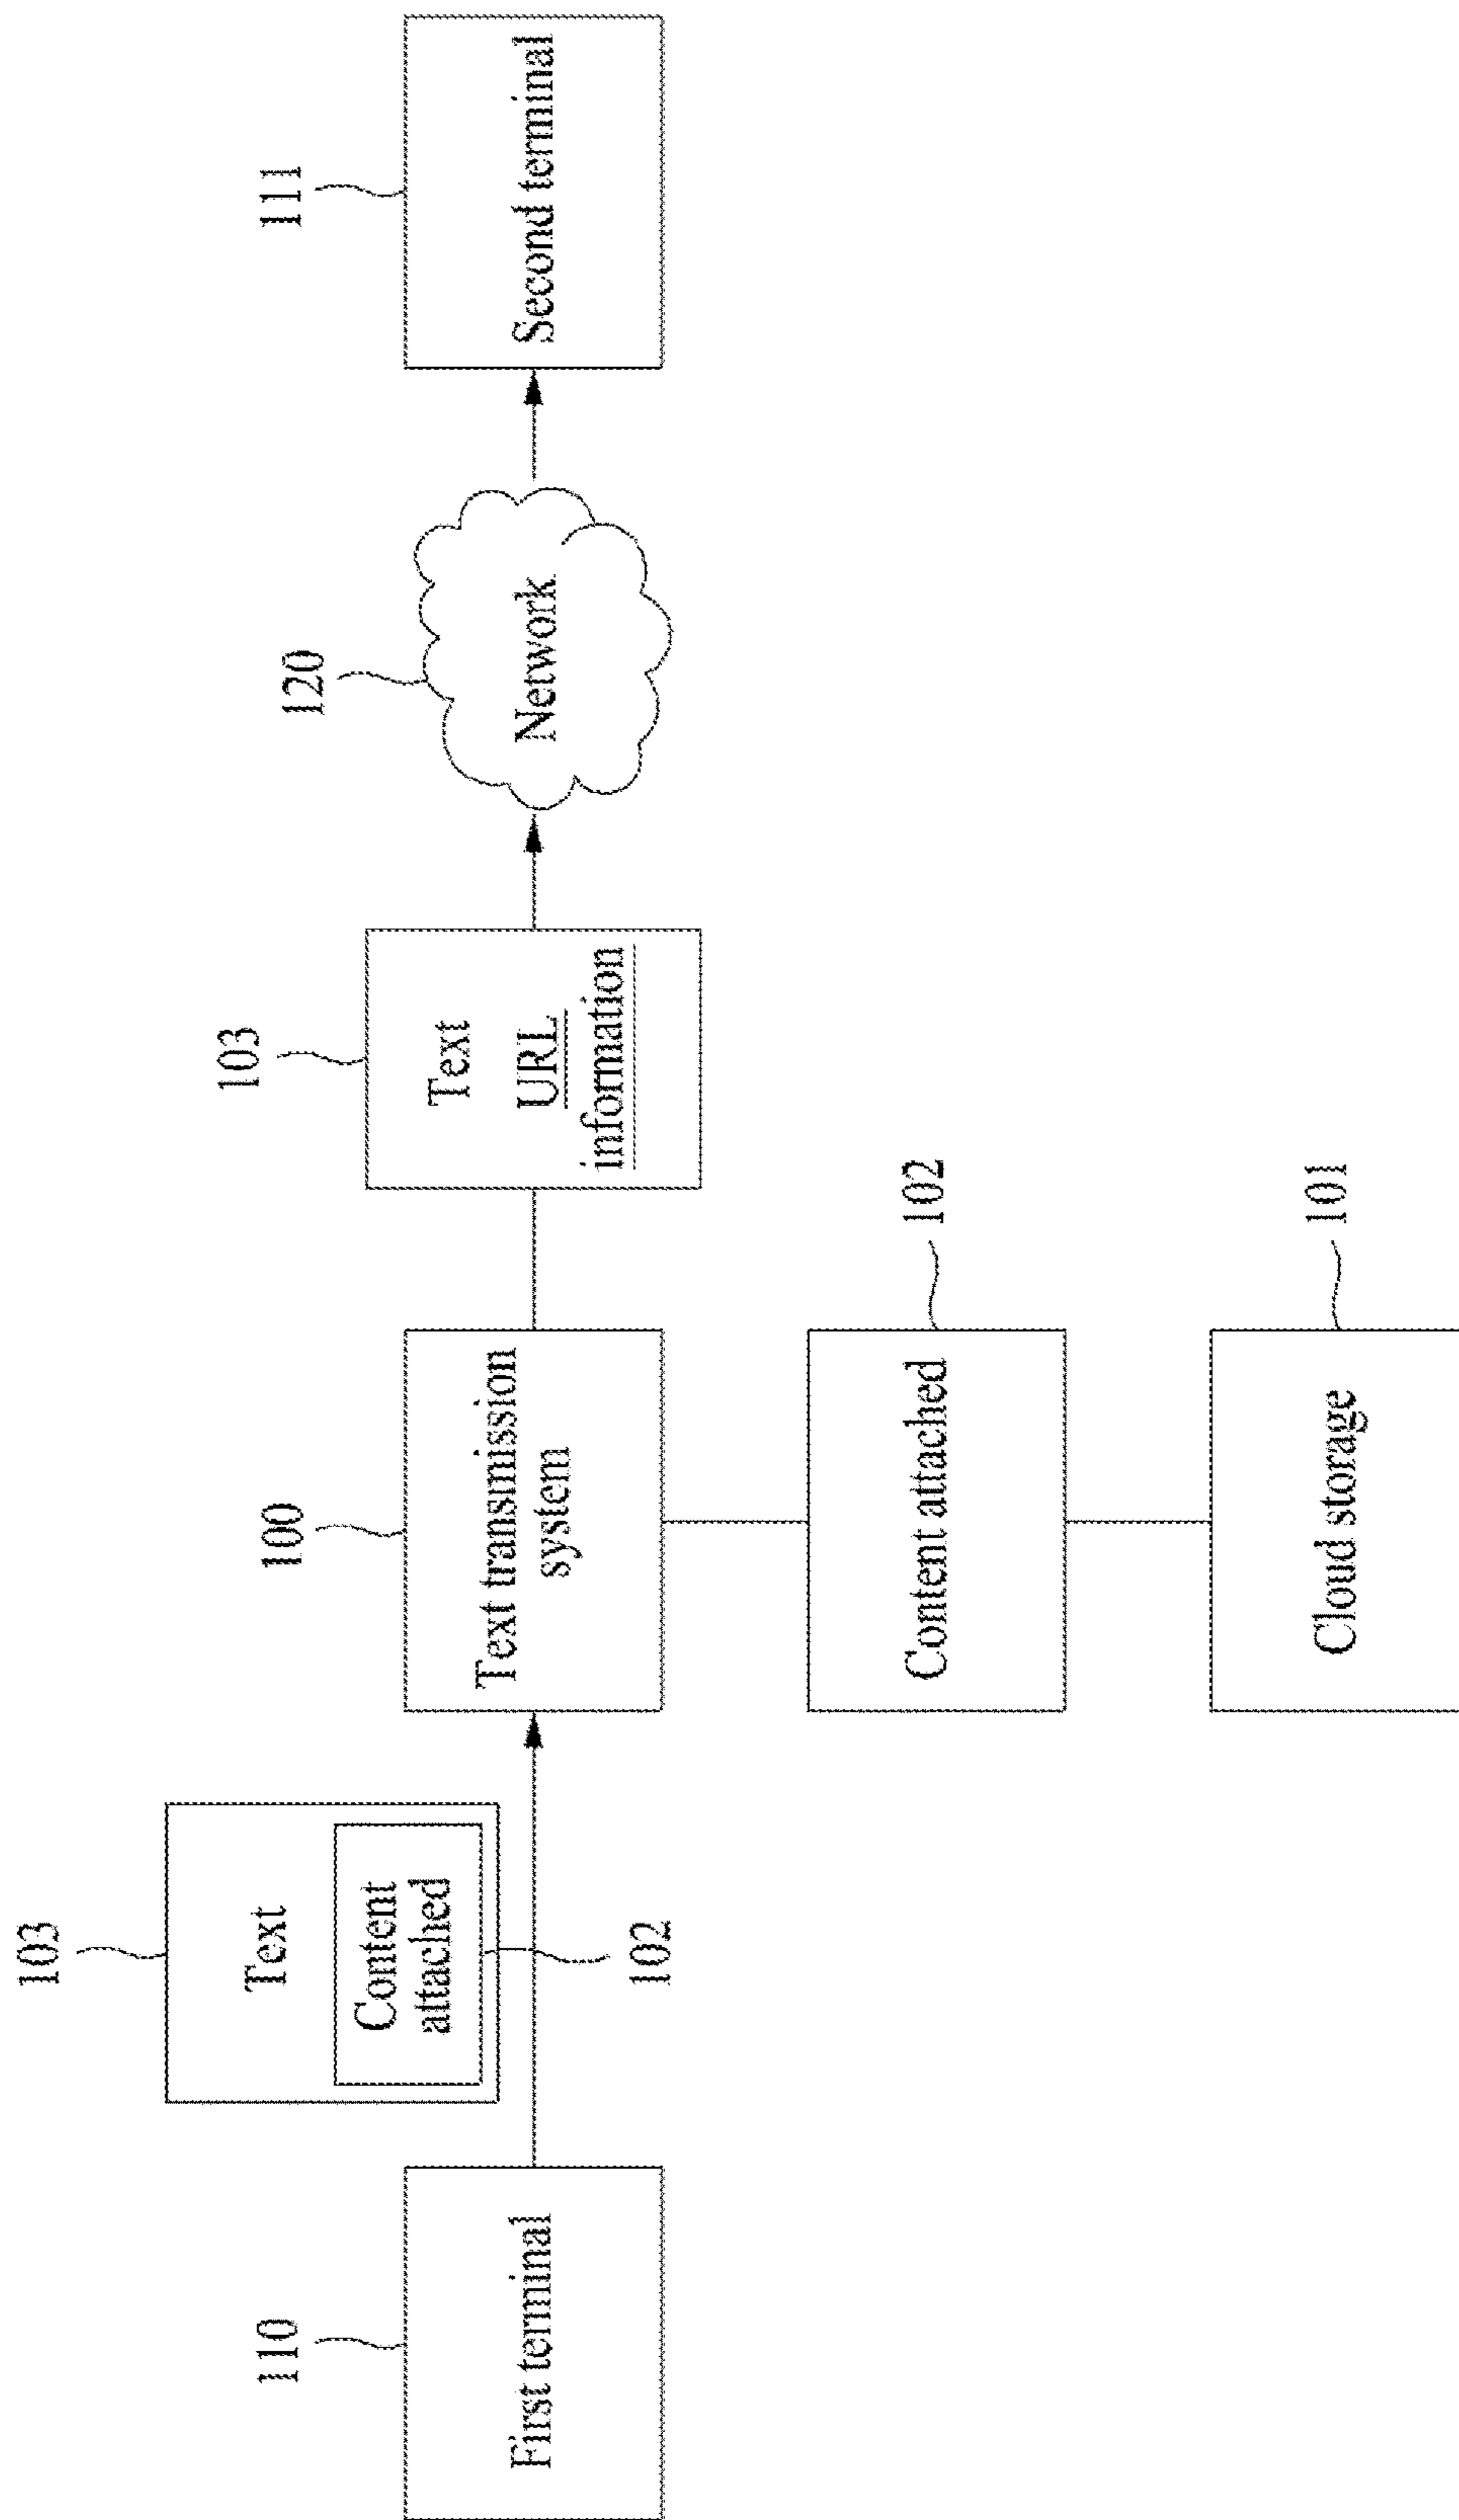 103
Text
Content
attached
102
110
First terminal
100
Text transmission
system
103
Text
URL
information
120
Network
111
Second teminal
Content attached
102
Cloud storage
101